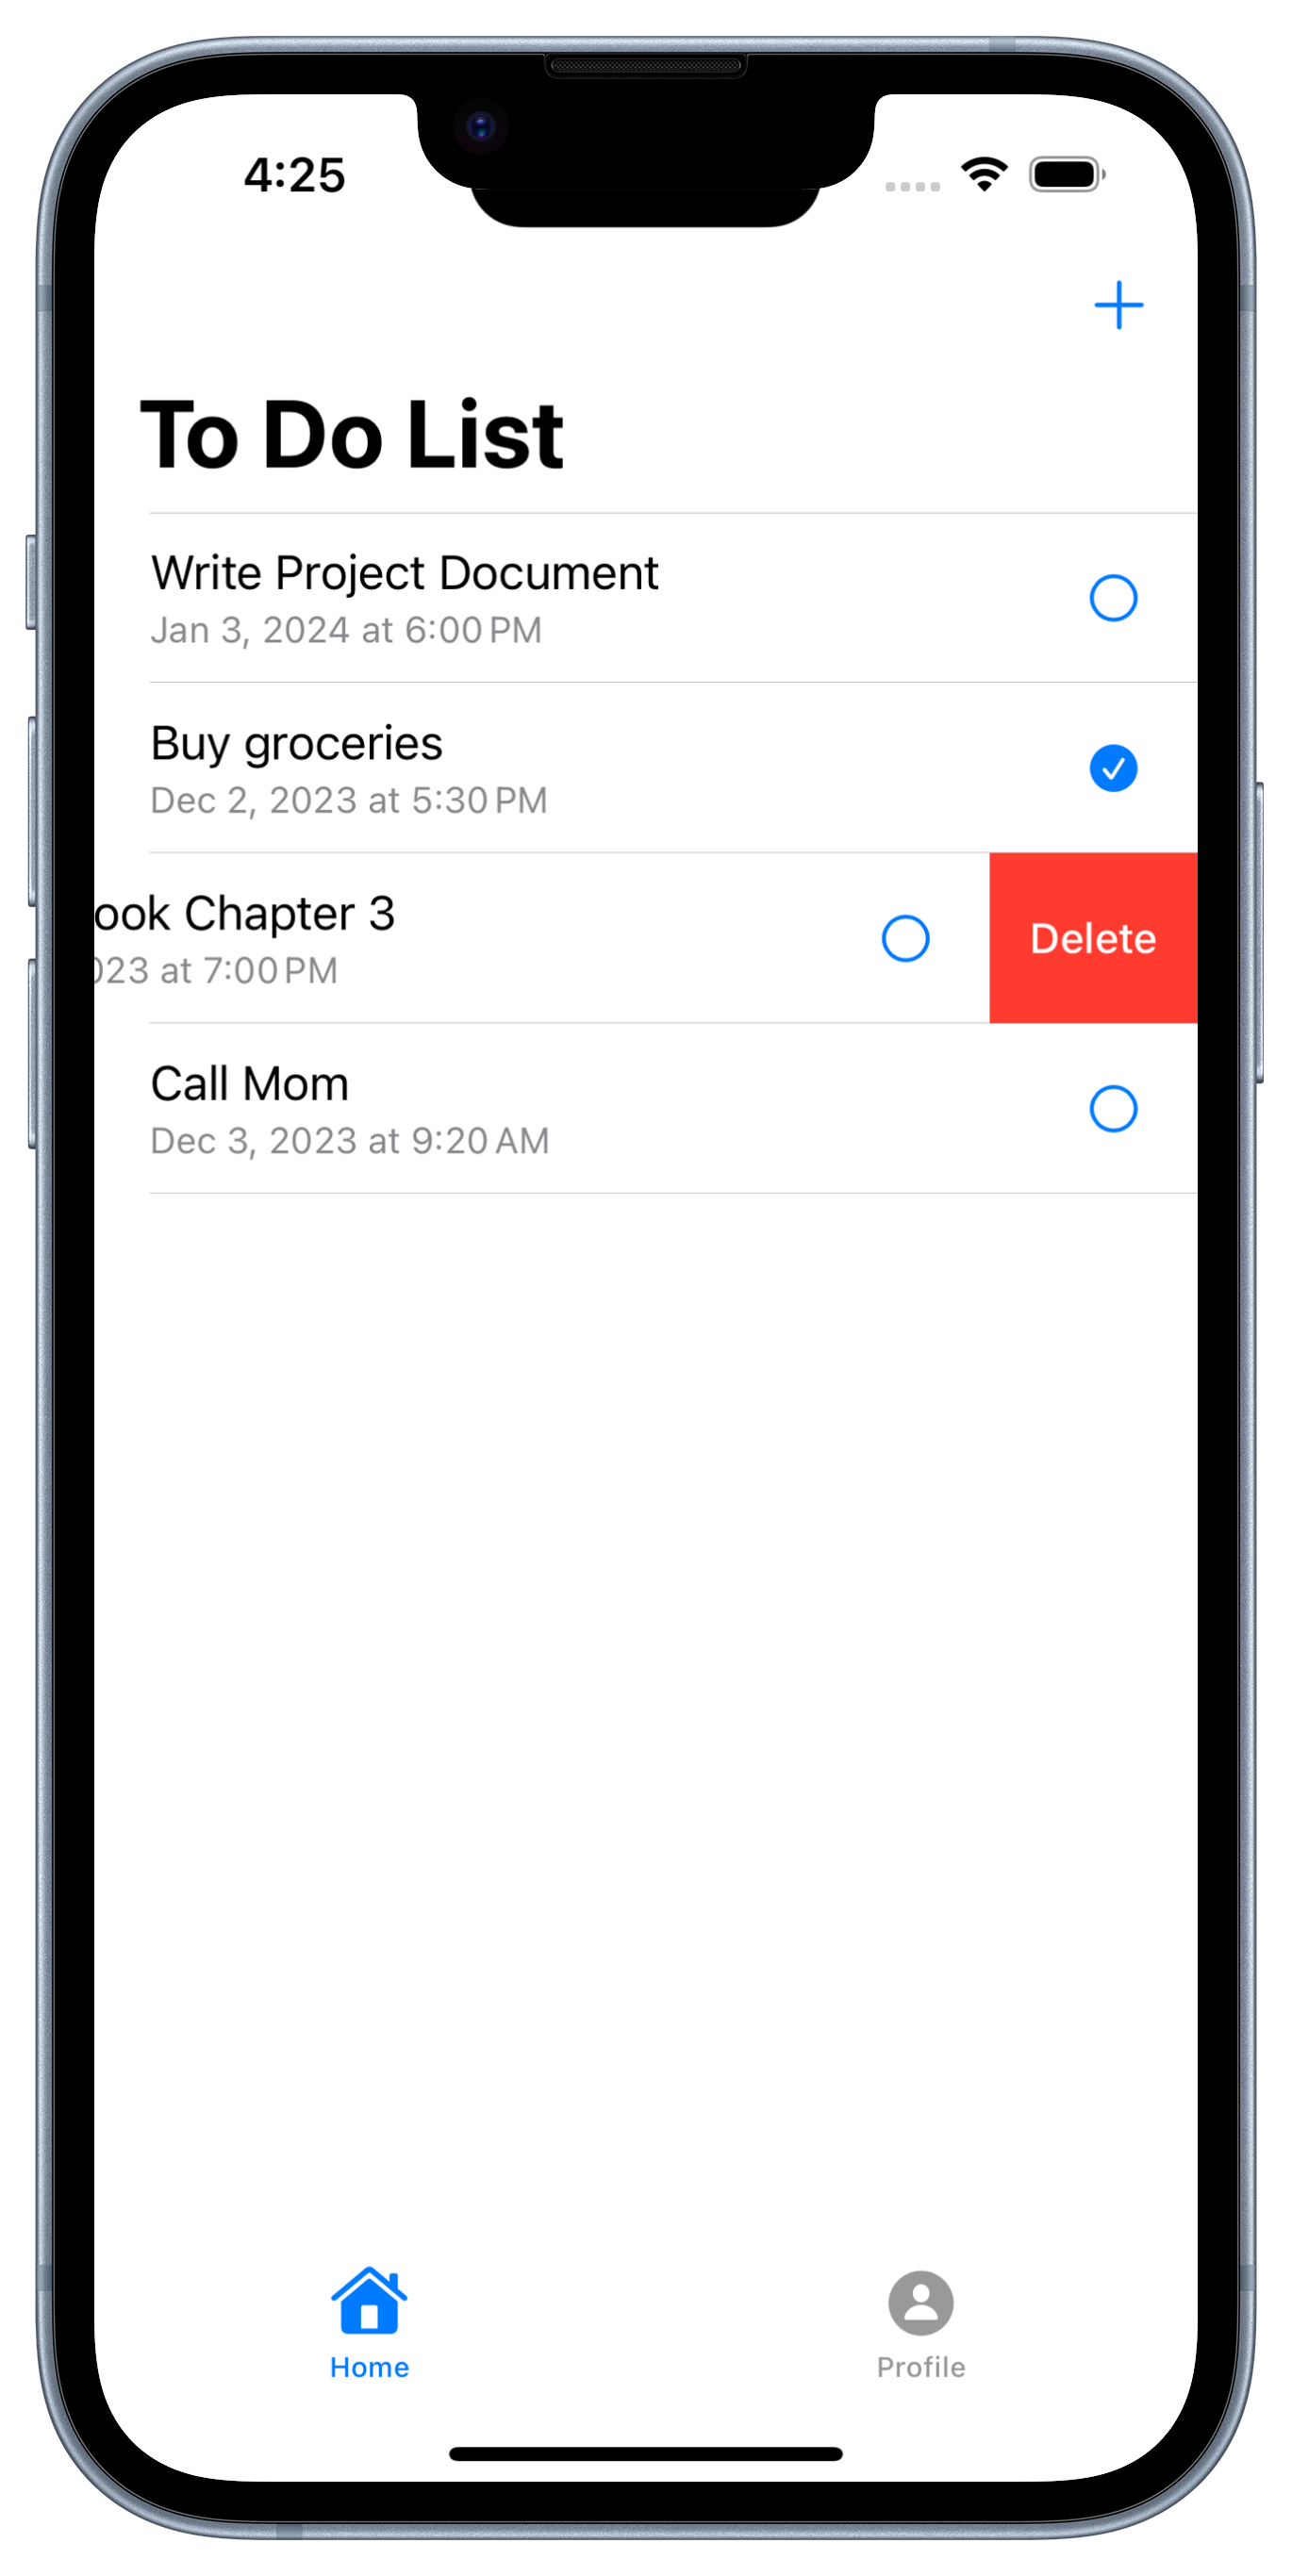 4:25
To Do List
Write Project Document
Jan 3, 2024 at 6:00 PM
Buy groceries
Dec 2, 2023 at 5:30 PM
ook Chapter 3
Delete
023 at 7:00 PM
Call Mom
Dec 3, 2023 at 9:20 AM
Home
Profile